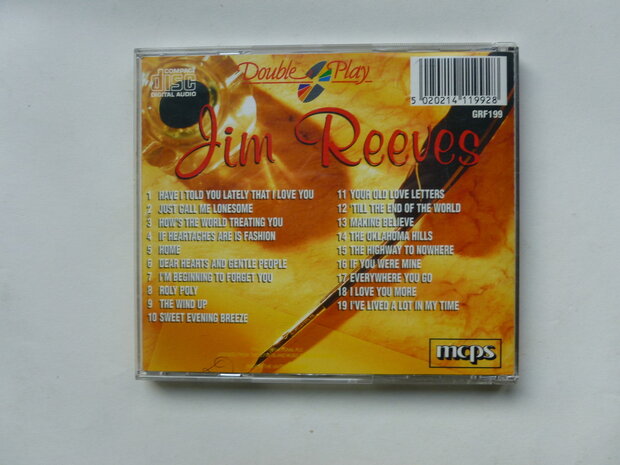 COMPACT
disc
DIGITAL AUDIO
Double Play
5 020214 119928
GRF199
Jim Reeves
1 HAVE I TOLD YOU LATELY THAT I LOVE YOU
2 JUST CALL ME LONESOME
3 HOW'S THE WORLD TREATING YOU
4 IF HEARTACHES ARE IS FASHION
5 ROME
6 DEAR HEARTS AND GENTLE PEOPLE
7 I'M BEGINNING TO FORGET YOU
8 ROLY POLY
9 THE WIND UP
10 SWEET EVENING BREEZE
11 YOUR OLD LOVE LETTERS
12 'TILL THE END OF THE WORLD
13 MAKING BELIEVE
14 THE OKLAHOMA HILLS
15 THE HIGHWAY TO NOWHERE
16 IF YOU WERE MINE
17 EVERYWHERE YOU GO
18 I LOVE YOU MORE
19 I'VE LIVED A LOT IN MY TIME
mcps